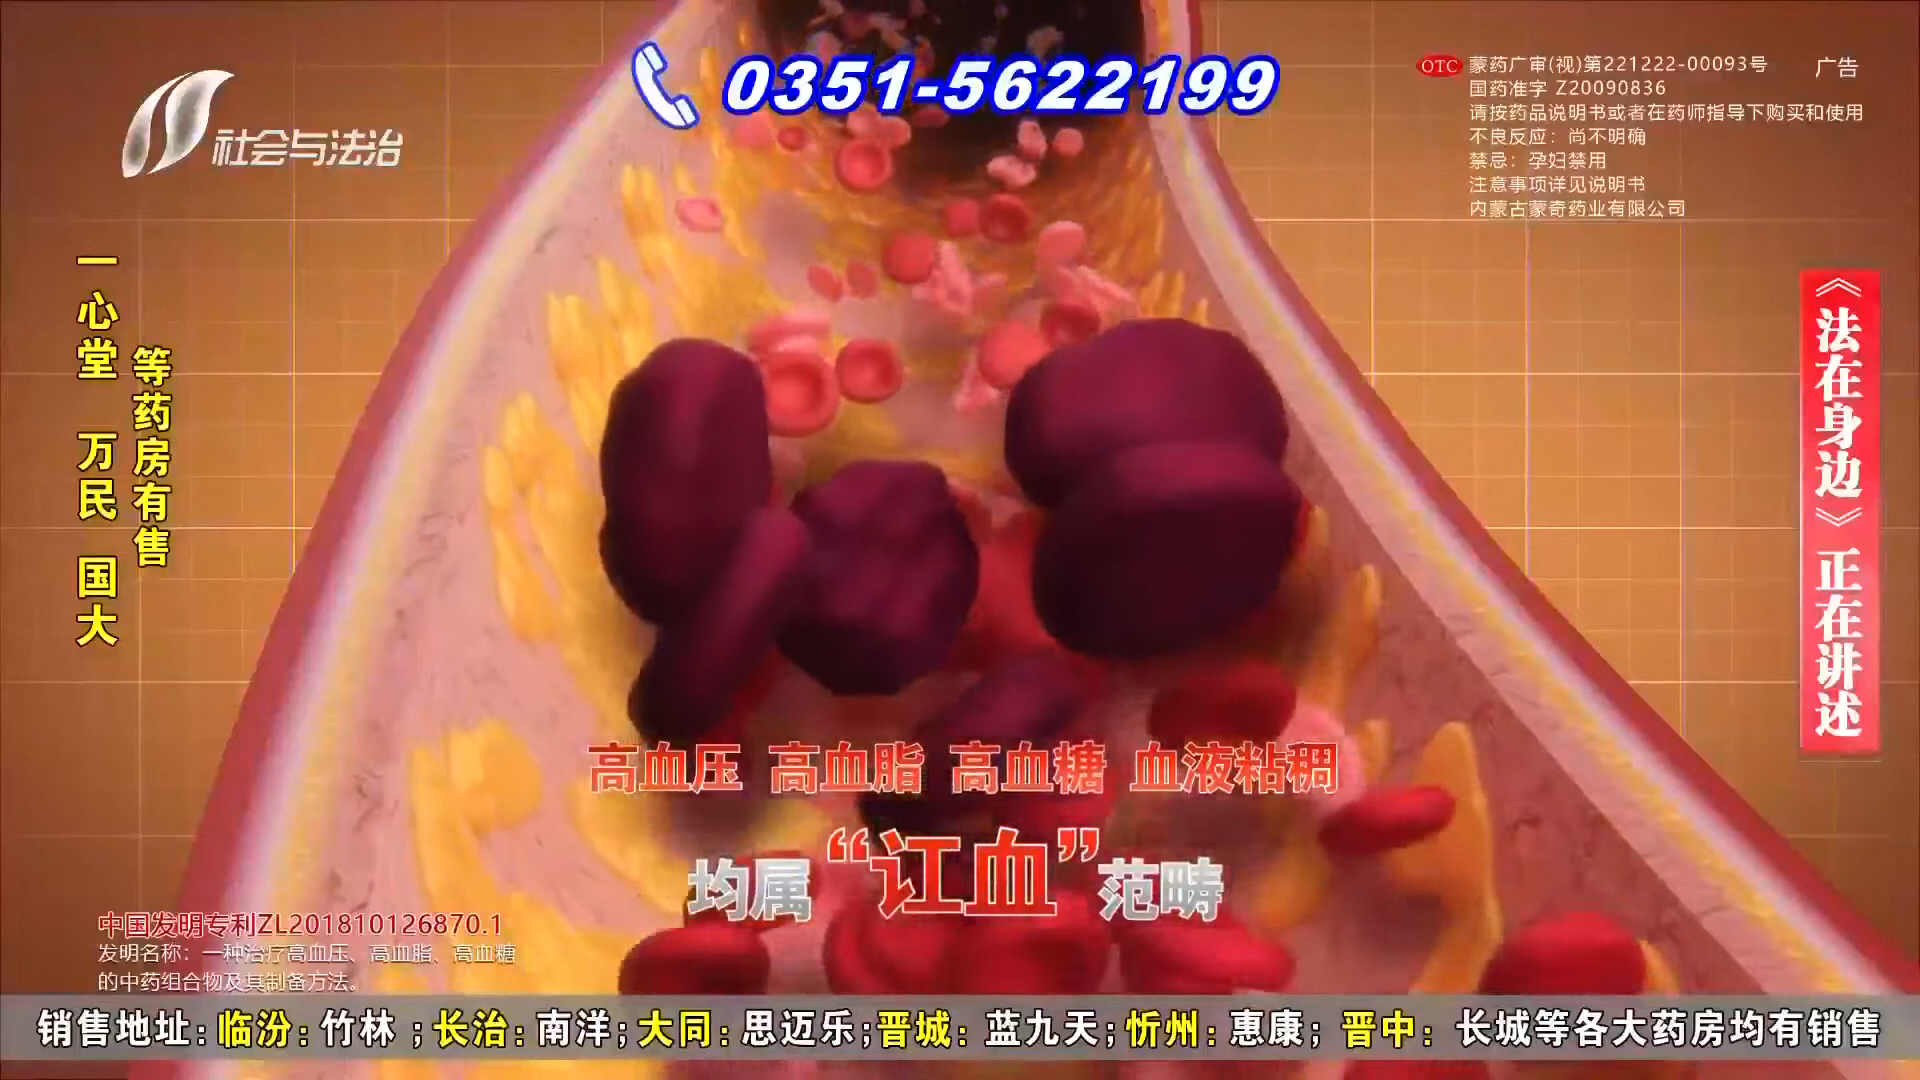 0351-5622199
OTC 蒙药广审(视)第221222-00093号
广告
国药准字 Z20090836
请按药品说明书或者在药师指导下购买和使用
不良反应：尚不明确
禁忌：孕妇禁用
注意事项详见说明书
内蒙古蒙奇药业有限公司
社会与法治
一心堂 万民 国大
等药房有售
《法在身边》正在讲述
高血压 高血脂 高血糖 血液粘稠
均属“讧血”范畴
中国发明专利ZL201810126870.1
发明名称：一种治疗高血压、高血脂、高血糖
的中药组合物及其制备方法。
销售地址：临汾：竹林；长治：南洋；大同：思迈乐；晋城：蓝九天；忻州：惠康；晋中：长城等各大药房均有销售